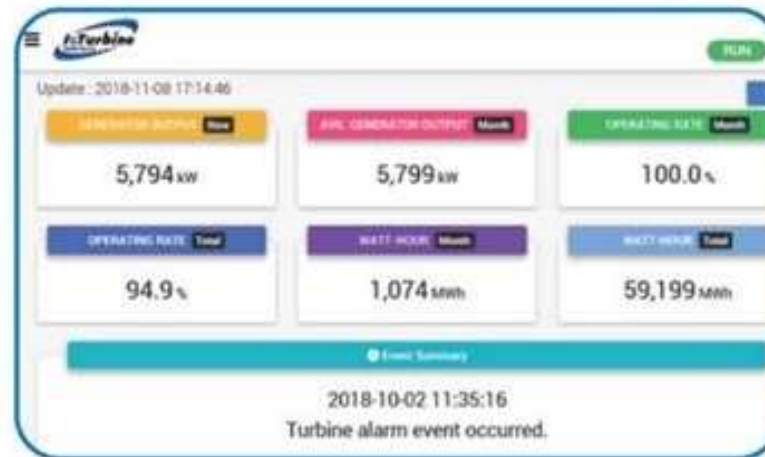 RUN
Update : 2018-11-08 17:14:46
GENERATOR OUTPUT Now
AVG. GENERATOR OUTPUT Month
OPERATING RATE Month
5,794 kW
5,799 kW
100.0 %
OPERATING RATE Total
WATT-HOUR Month
WATT-HOUR Total
94.9 %
1,074 MWh
59,199 MWh
Event Summary
2018-10-02 11:35:16
Turbine alarm event occurred.